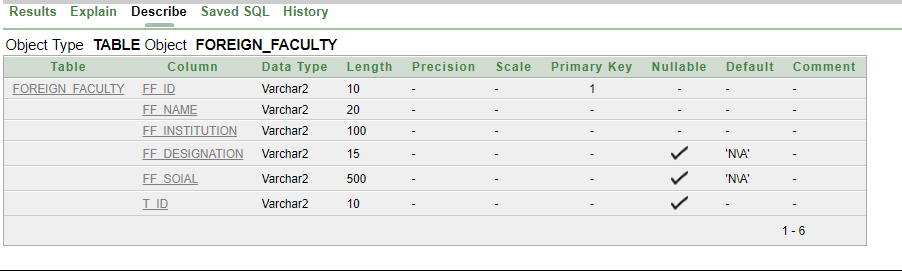 Results Explain Describe Saved SQL History
Object Type TABLE Object FOREIGN_FACULTY
Table Column Data Type Length Precision Scale Primary Key Nullable Default Comment
FOREIGN_FACULTY FF_ID Varchar2 10 - - 1 - - -
FF_NAME Varchar2 20 - - - - - -
FF_INSTITUTION Varchar2 100 - - - - - -
FF_DESIGNATION Varchar2 15 - - - ✓ 'N\A' -
FF_SOIAL Varchar2 500 - - - ✓ 'N\A' -
T_ID Varchar2 10 - - - ✓ - -
1 - 6